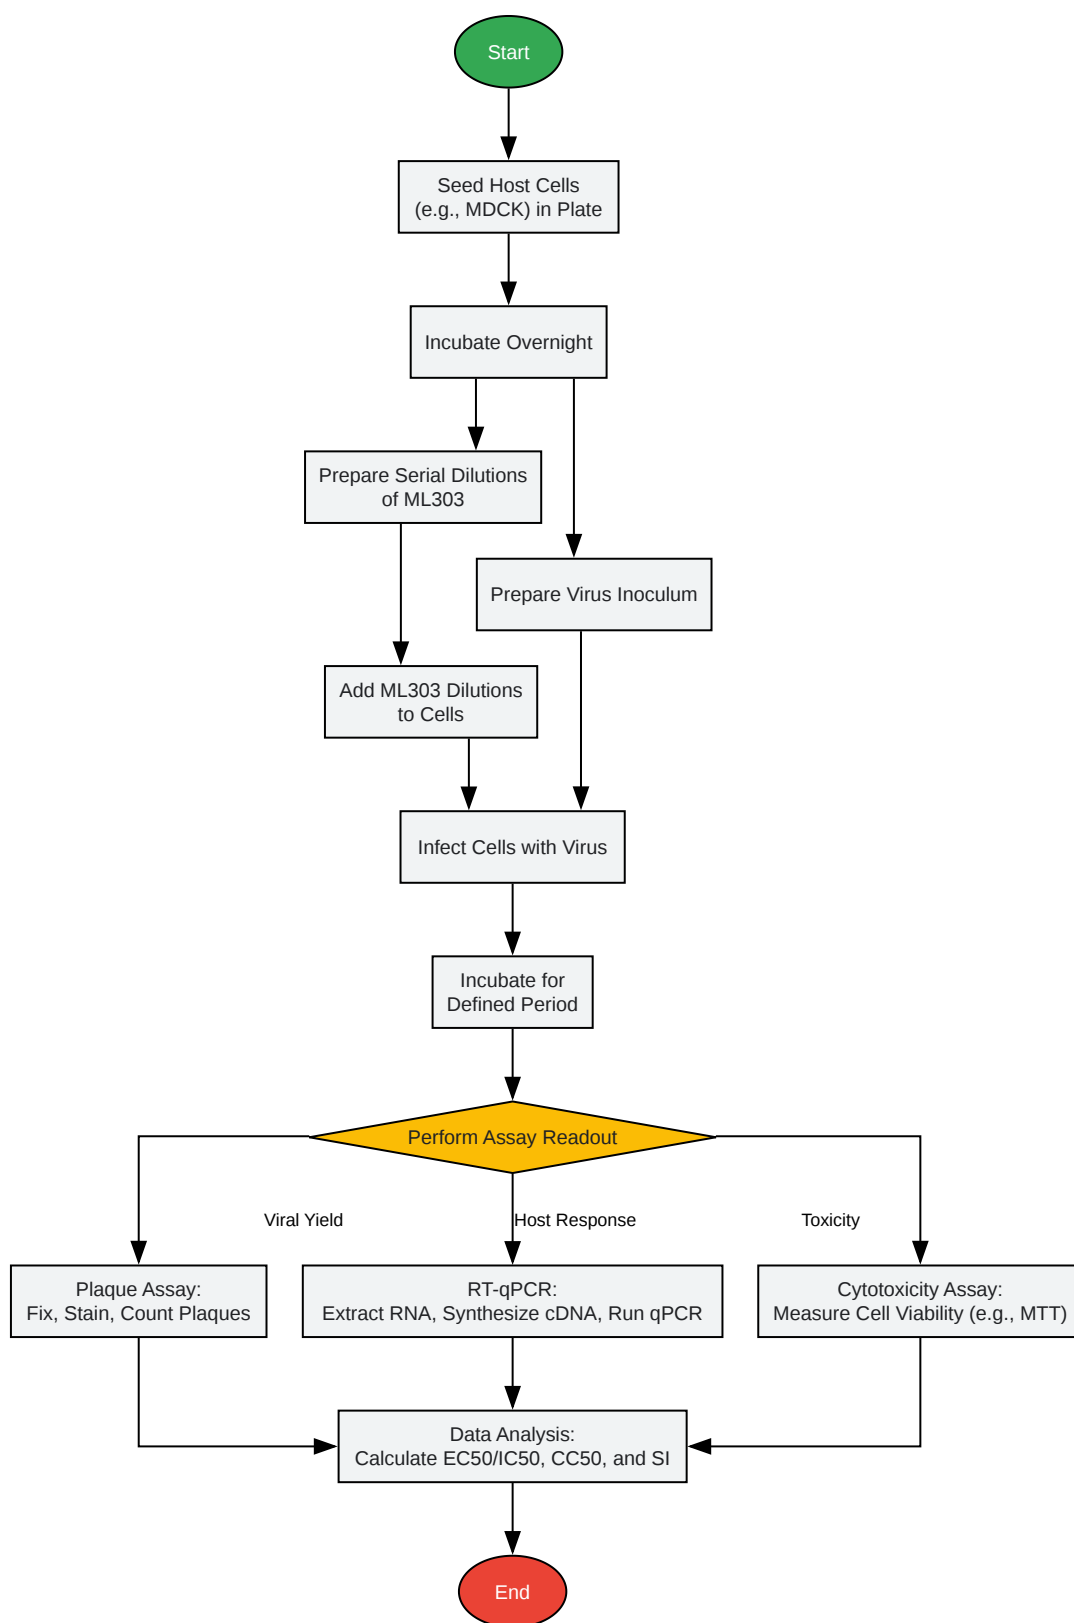 Start
Seed Host Cells
(e.g., MDCK) in Plate
Incubate Overnight
Prepare Serial Dilutions
of ML303
Prepare Virus Inoculum
Add ML303 Dilutions
to Cells
Infect Cells with Virus
Incubate for
Defined Period
Perform Assay Readout
Viral Yield
Host Response
Toxicity
Plaque Assay:
Fix, Stain, Count Plaques
RT-qPCR:
Extract RNA, Synthesize cDNA, Run qPCR
Cytotoxicity Assay:
Measure Cell Viability (e.g., MTT)
Data Analysis:
Calculate EC50/IC50, CC50, and SI
End